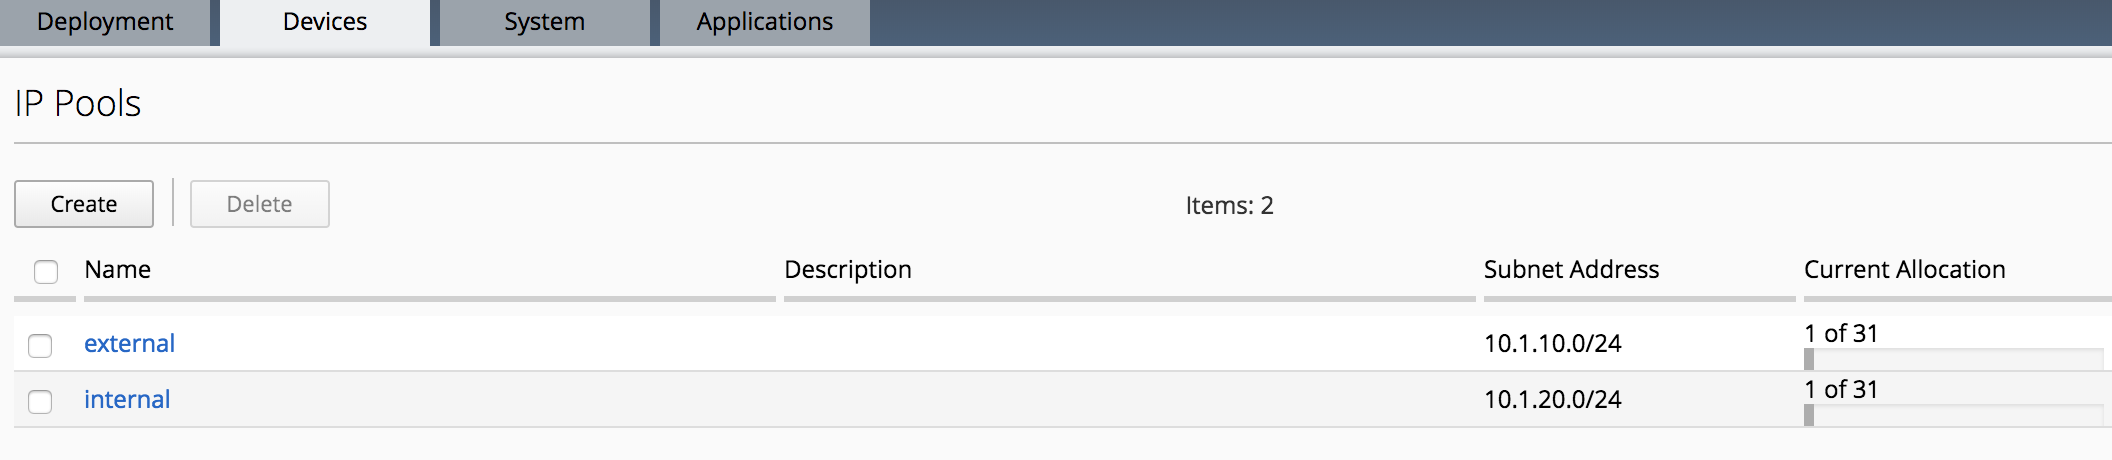 Deployment Devices System Applications
IP Pools
Create Delete Items: 2
Name Description Subnet Address Current Allocation
external 10.1.10.0/24 1 of 31
internal 10.1.20.0/24 1 of 31